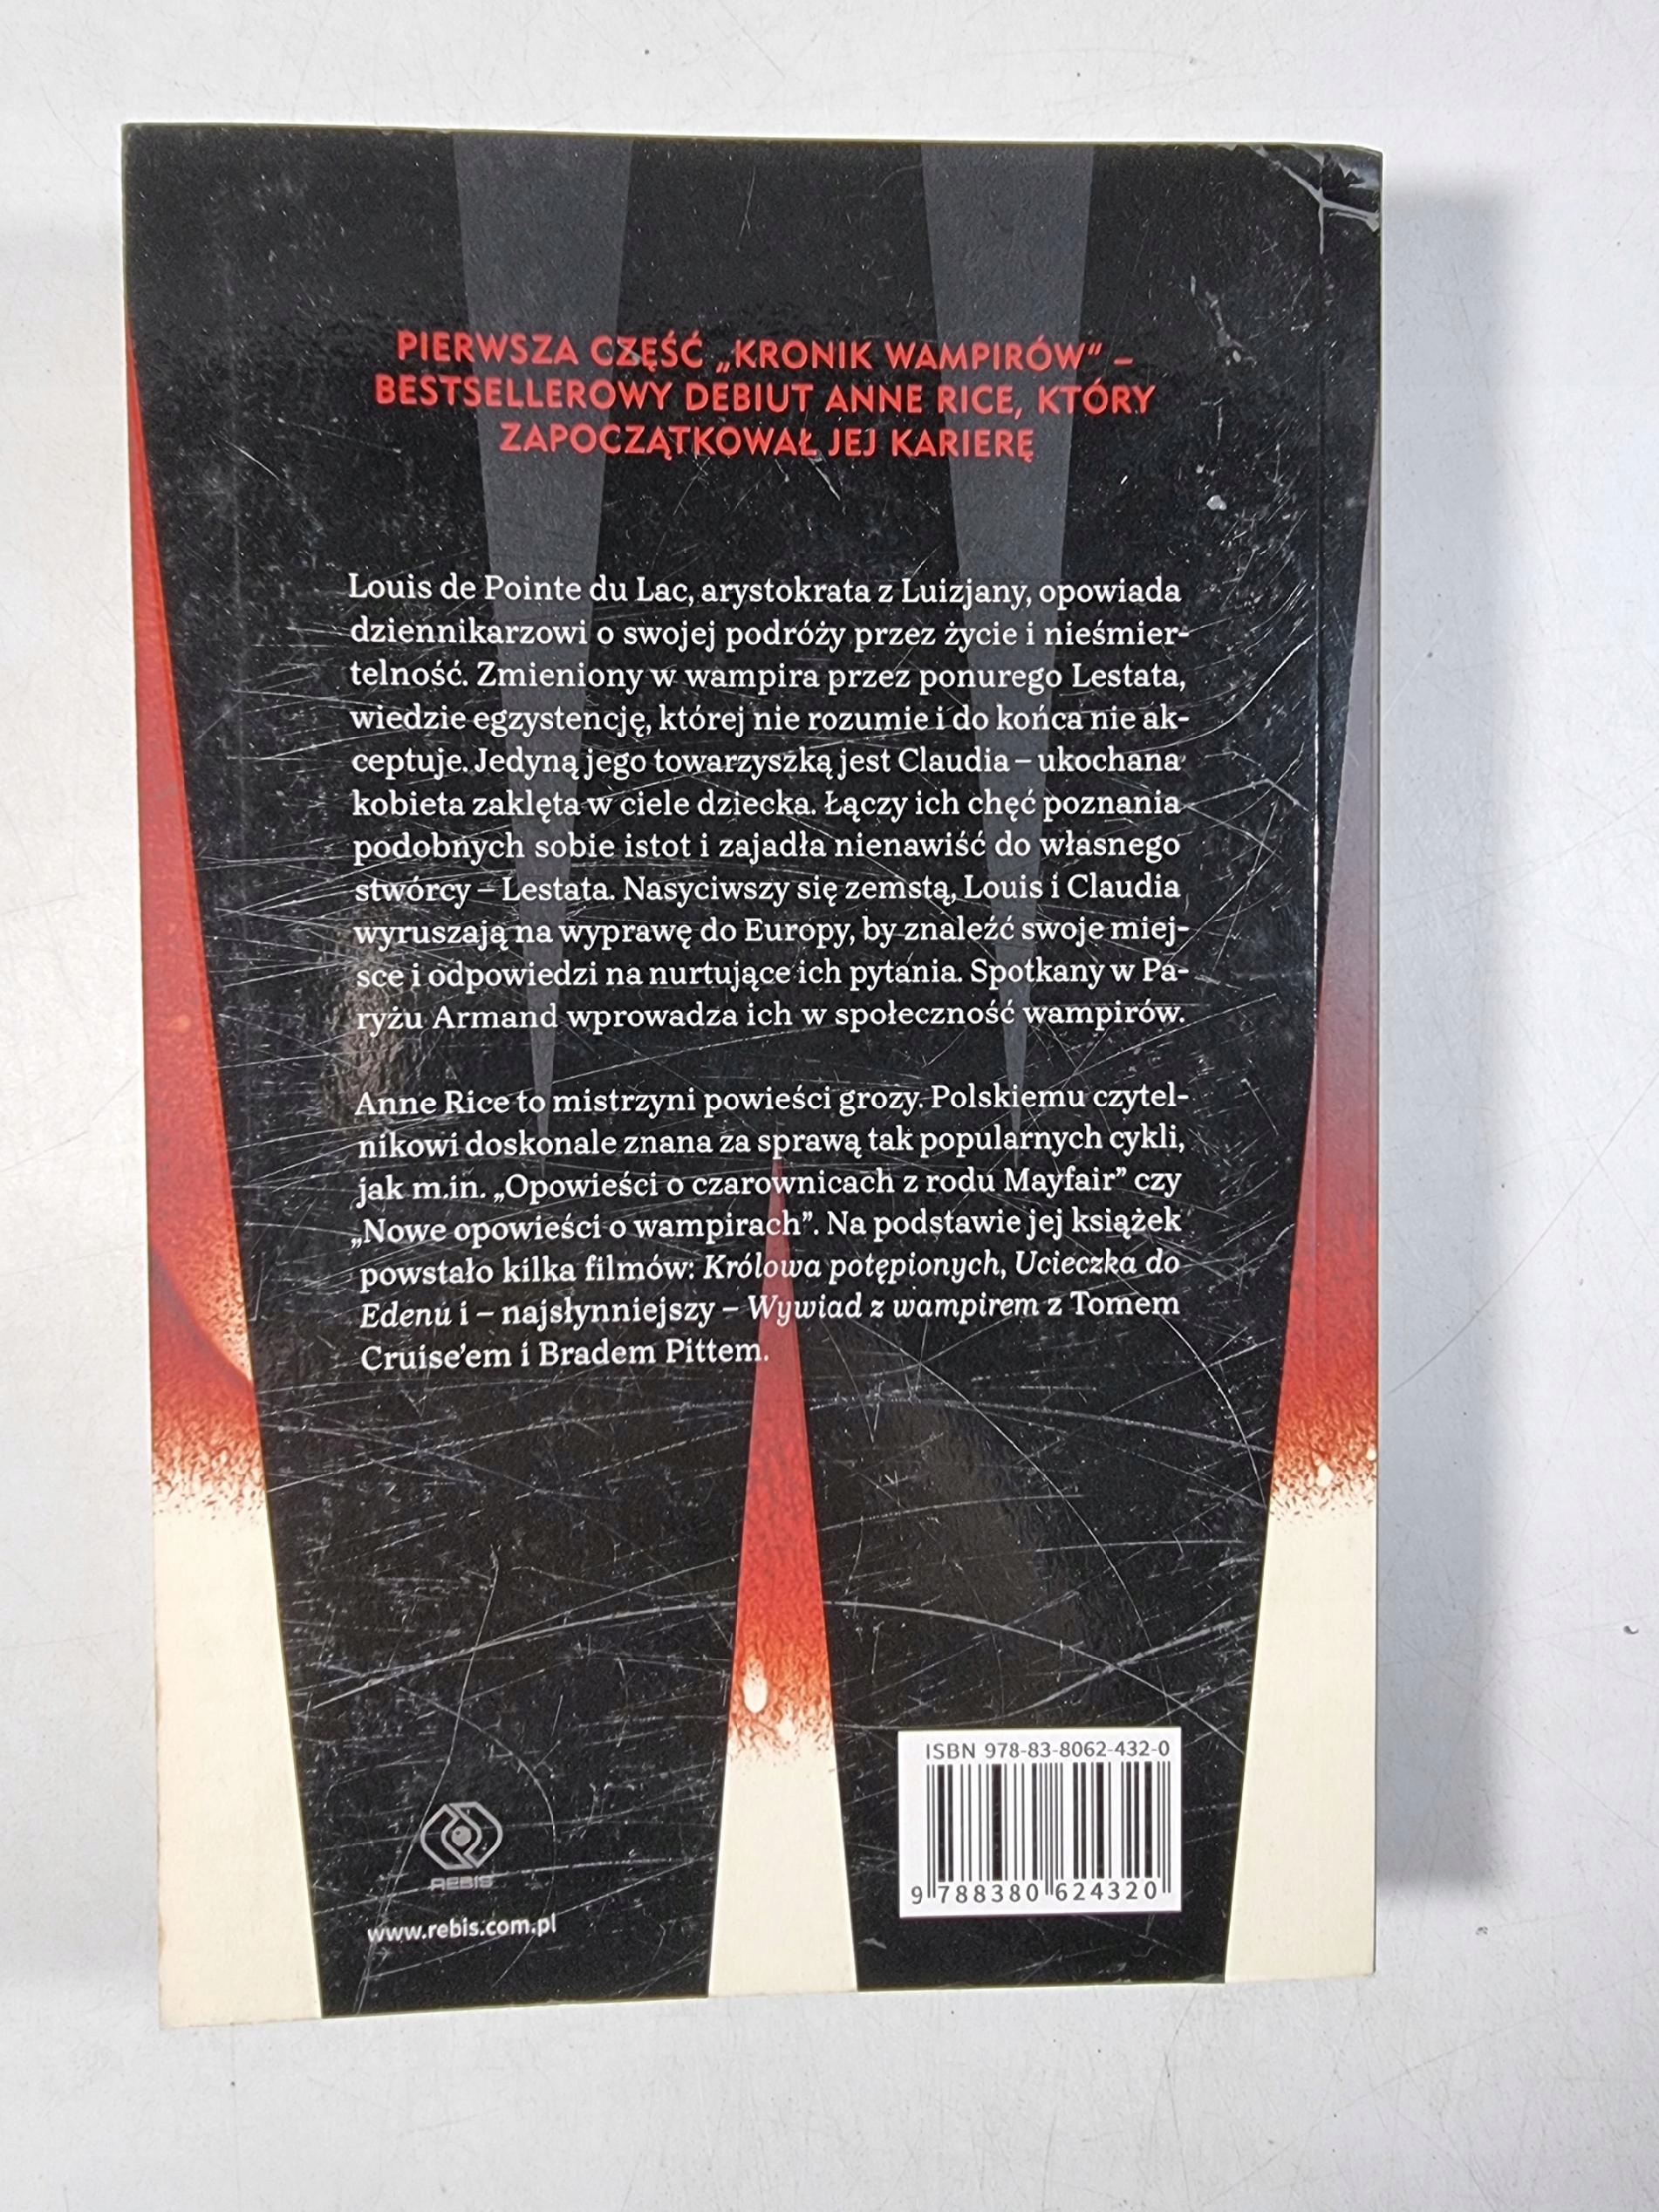 PIERWSZA CZĘŚĆ „KRONIK WAMPIRÓW” –
BESTSELLEROWY DEBIUT ANNE RICE, KTÓRY
ZAPOCZĄTKOWAŁ JEJ KARIERĘ
Louis de Pointe du Lac, arystokrata z Luizjany, opowiada
dziennikarzowi o swojej podróży przez życie i nieśmier-
telność. Zmieniony w wampira przez ponurego Lestata,
wiedzie egzystencję, której nie rozumie i do końca nie ak-
ceptuje. Jedyną jego towarzyszką jest Claudia – ukochana
kobieta zaklęta w ciele dziecka. Łączy ich chęć poznania
podobnych sobie istot i zajadła nienawiść do własnego
stwórcy – Lestata. Nasyciwszy się zemstą, Louis i Claudia
wyruszają na wyprawę do Europy, by znaleźć swoje miej-
sce i odpowiedzi na nurtujące ich pytania. Spotkany w Pa-
ryżu Armand wprowadza ich w społeczność wampirów.
Anne Rice to mistrzyni powieści grozy. Polskiemu czytel-
nikowi doskonale znana za sprawą tak popularnych cykli,
jak m.in. „Opowieści o czarownicach z rodu Mayfair” czy
„Nowe opowieści o wampirach”. Na podstawie jej książek
powstało kilka filmów: Królowa potępionych, Ucieczka do
Edenu i – najsłynniejszy – Wywiad z wampirem z Tomem
Cruise’em i Bradem Pittem.
ISBN 978-83-8062-432-0
9 788380 624320
REBIS
www.rebis.com.pl